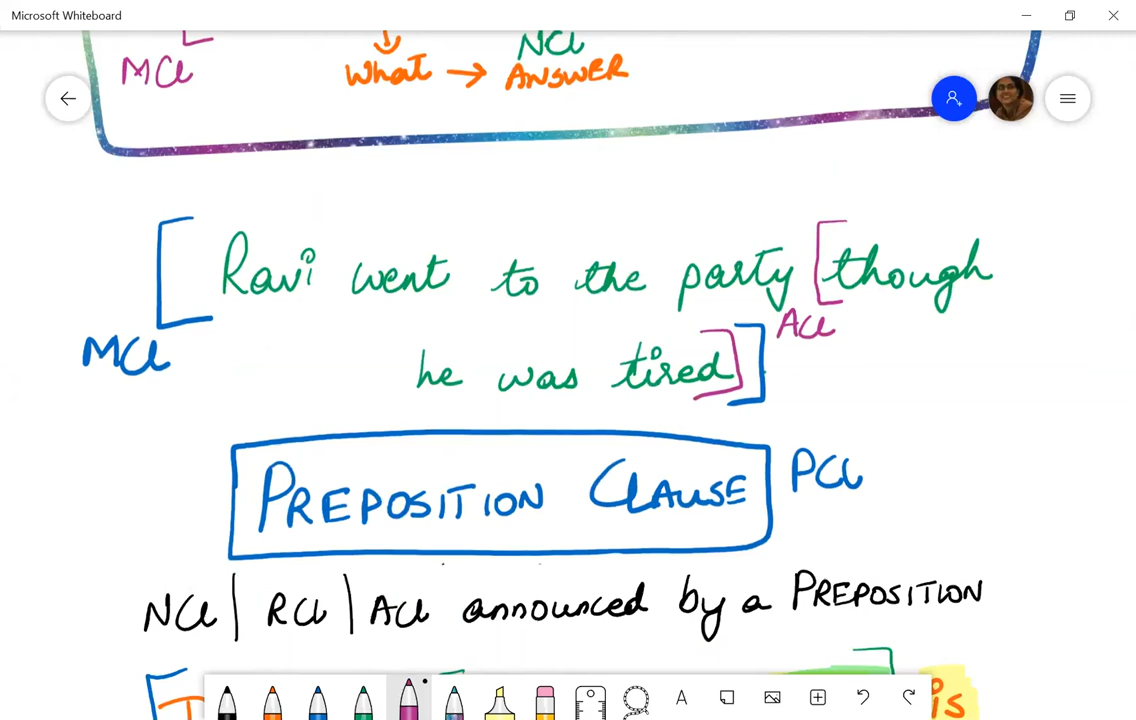 Microsoft Whiteboard
NCl
MCl What → ANSWER
[Ravi went to the party [though
MCl ACl
he was tired]]
PREPOSITION CLAUSE PCl
NCl | RCl | ACl announced by a PREPOSITION
is